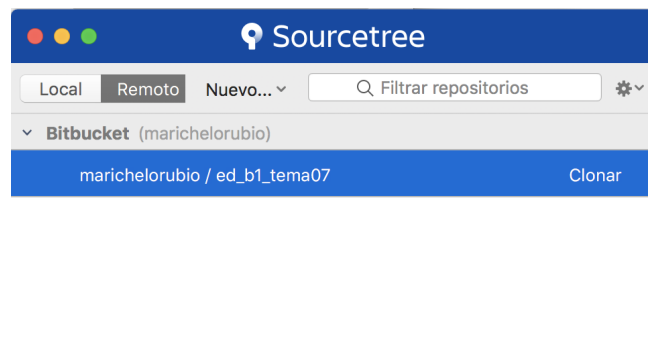 Sourcetree
Local Remoto Nuevo... Filtrar repositorios
Bitbucket (marichelorubio)
marichelorubio / ed_b1_tema07 Clonar